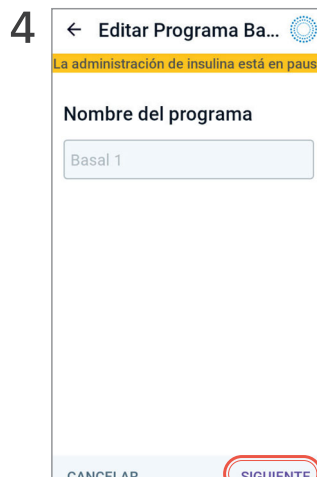 4
← Editar Programa Ba...
La administración de insulina está en paus
Nombre del programa
Basal 1
CANCELAR SIGUIENTE